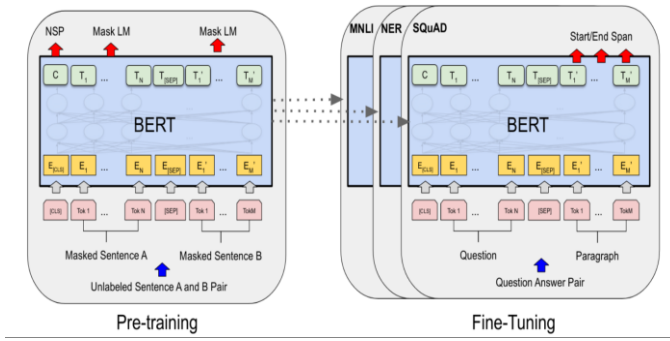 NSP Mask LM Mask LM
C T1 ... TN T[SEP] T1' ... TM'
BERT
E[CLS] E1 ... EN E[SEP] E1' ... EM'
[CLS] Tok 1 ... Tok N [SEP] Tok 1 ... TokM
Masked Sentence A Masked Sentence B
Unlabeled Sentence A and B Pair
Pre-training
MNLI NER SQuAD
Start/End Span
C T1 ... TN T[SEP] T1' ... TM'
BERT
E[CLS] E1 ... EN E[SEP] E1' ... EM'
[CLS] Tok 1 ... Tok N [SEP] Tok 1 ... TokM
Question Paragraph
Question Answer Pair
Fine-Tuning